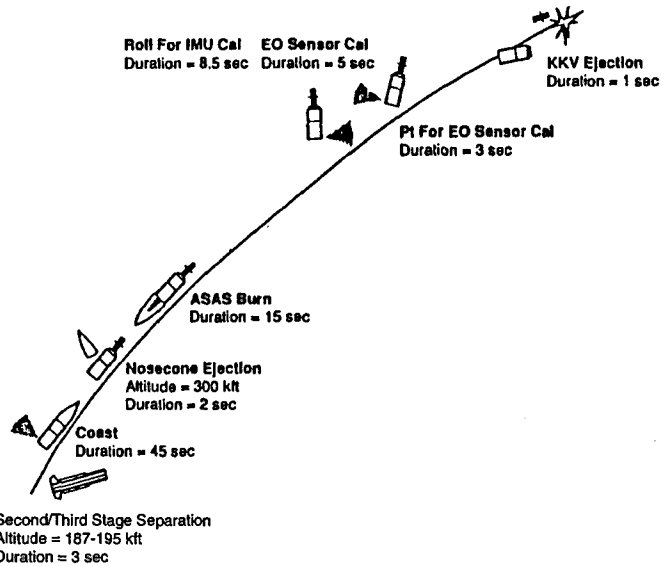 Roll For IMU Cal
Duration = 8.5 sec
EO Sensor Cal
Duration = 5 sec
KKV Ejection
Duration = 1 sec
Pt For EO Sensor Cal
Duration = 3 sec
ASAS Burn
Duration = 15 sec
Nosecone Ejection
Altitude = 300 kft
Duration = 2 sec
Coast
Duration = 45 sec
Second/Third Stage Separation
Altitude = 187-195 kft
Duration = 3 sec